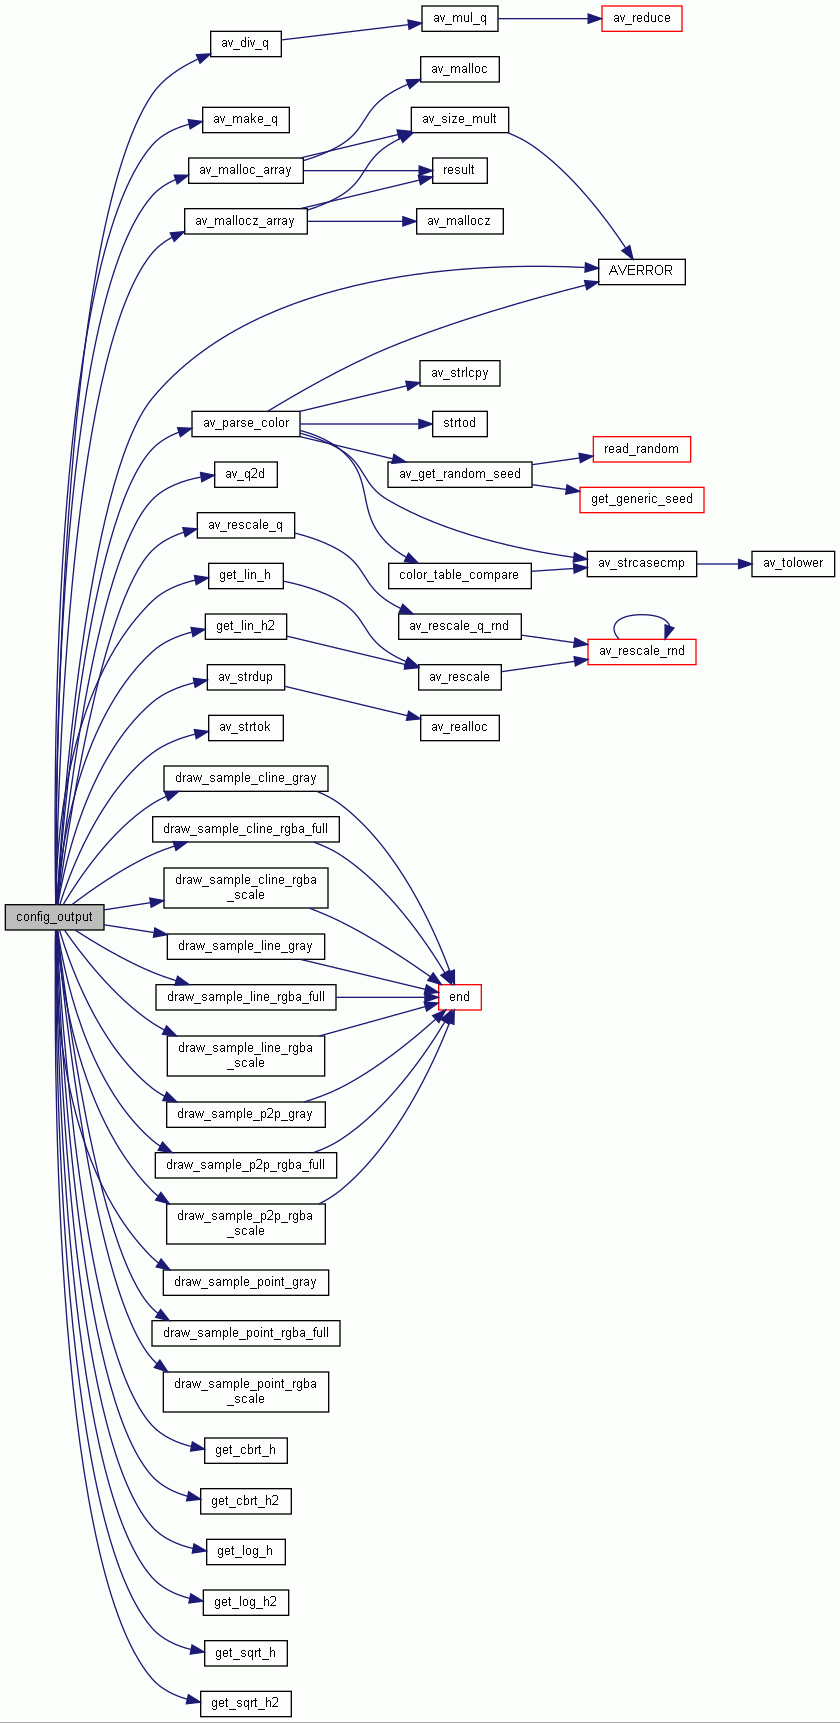 av_mul_q
av_reduce
av_div_q
av_malloc
av_make_q
av_size_mult
av_malloc_array
result
av_mallocz_array
av_mallocz
AVERROR
av_strlcpy
av_parse_color
strtod
read_random
av_q2d
av_get_random_seed
get_generic_seed
av_rescale_q
av_strcasecmp
av_tolower
get_lin_h
color_table_compare
get_lin_h2
av_rescale_q_rnd
av_rescale_rnd
av_strdup
av_rescale
av_strtok
av_realloc
draw_sample_cline_gray
draw_sample_cline_rgba_full
draw_sample_cline_rgba
_scale
config_output
draw_sample_line_gray
draw_sample_line_rgba_full
end
draw_sample_line_rgba
_scale
draw_sample_p2p_gray
draw_sample_p2p_rgba_full
draw_sample_p2p_rgba
_scale
draw_sample_point_gray
draw_sample_point_rgba_full
draw_sample_point_rgba
_scale
get_cbrt_h
get_cbrt_h2
get_log_h
get_log_h2
get_sqrt_h
get_sqrt_h2